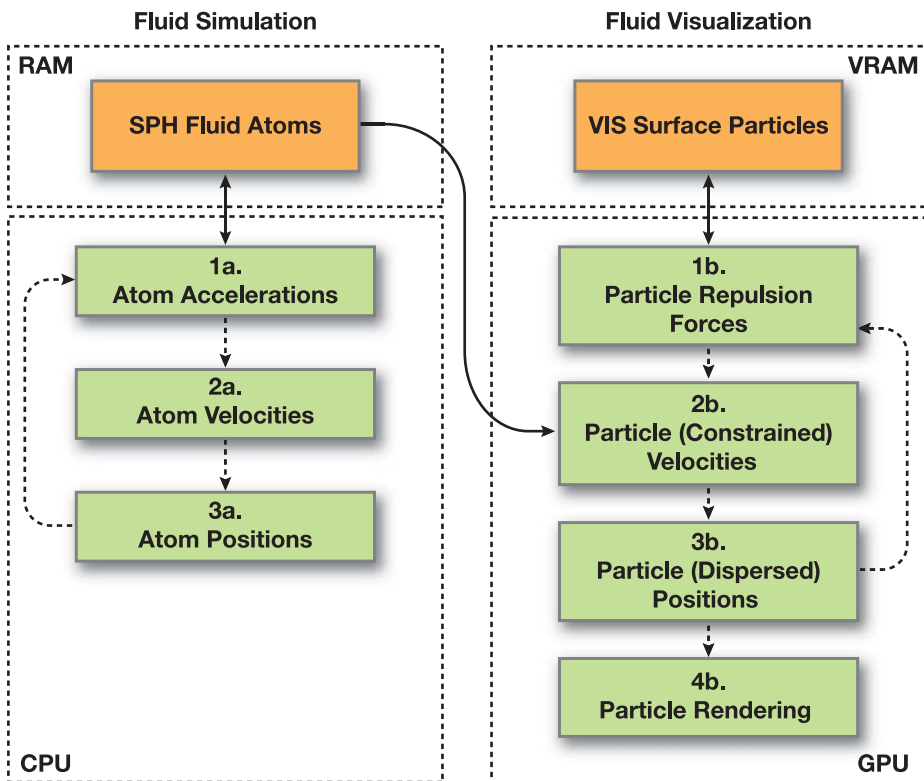 Fluid Simulation
RAM
SPH Fluid Atoms
1a.
Atom Accelerations
2a.
Atom Velocities
3a.
Atom Positions
CPU
Fluid Visualization
VRAM
VIS Surface Particles
1b.
Particle Repulsion
Forces
2b.
Particle (Constrained)
Velocities
3b.
Particle (Dispersed)
Positions
4b.
Particle Rendering
GPU